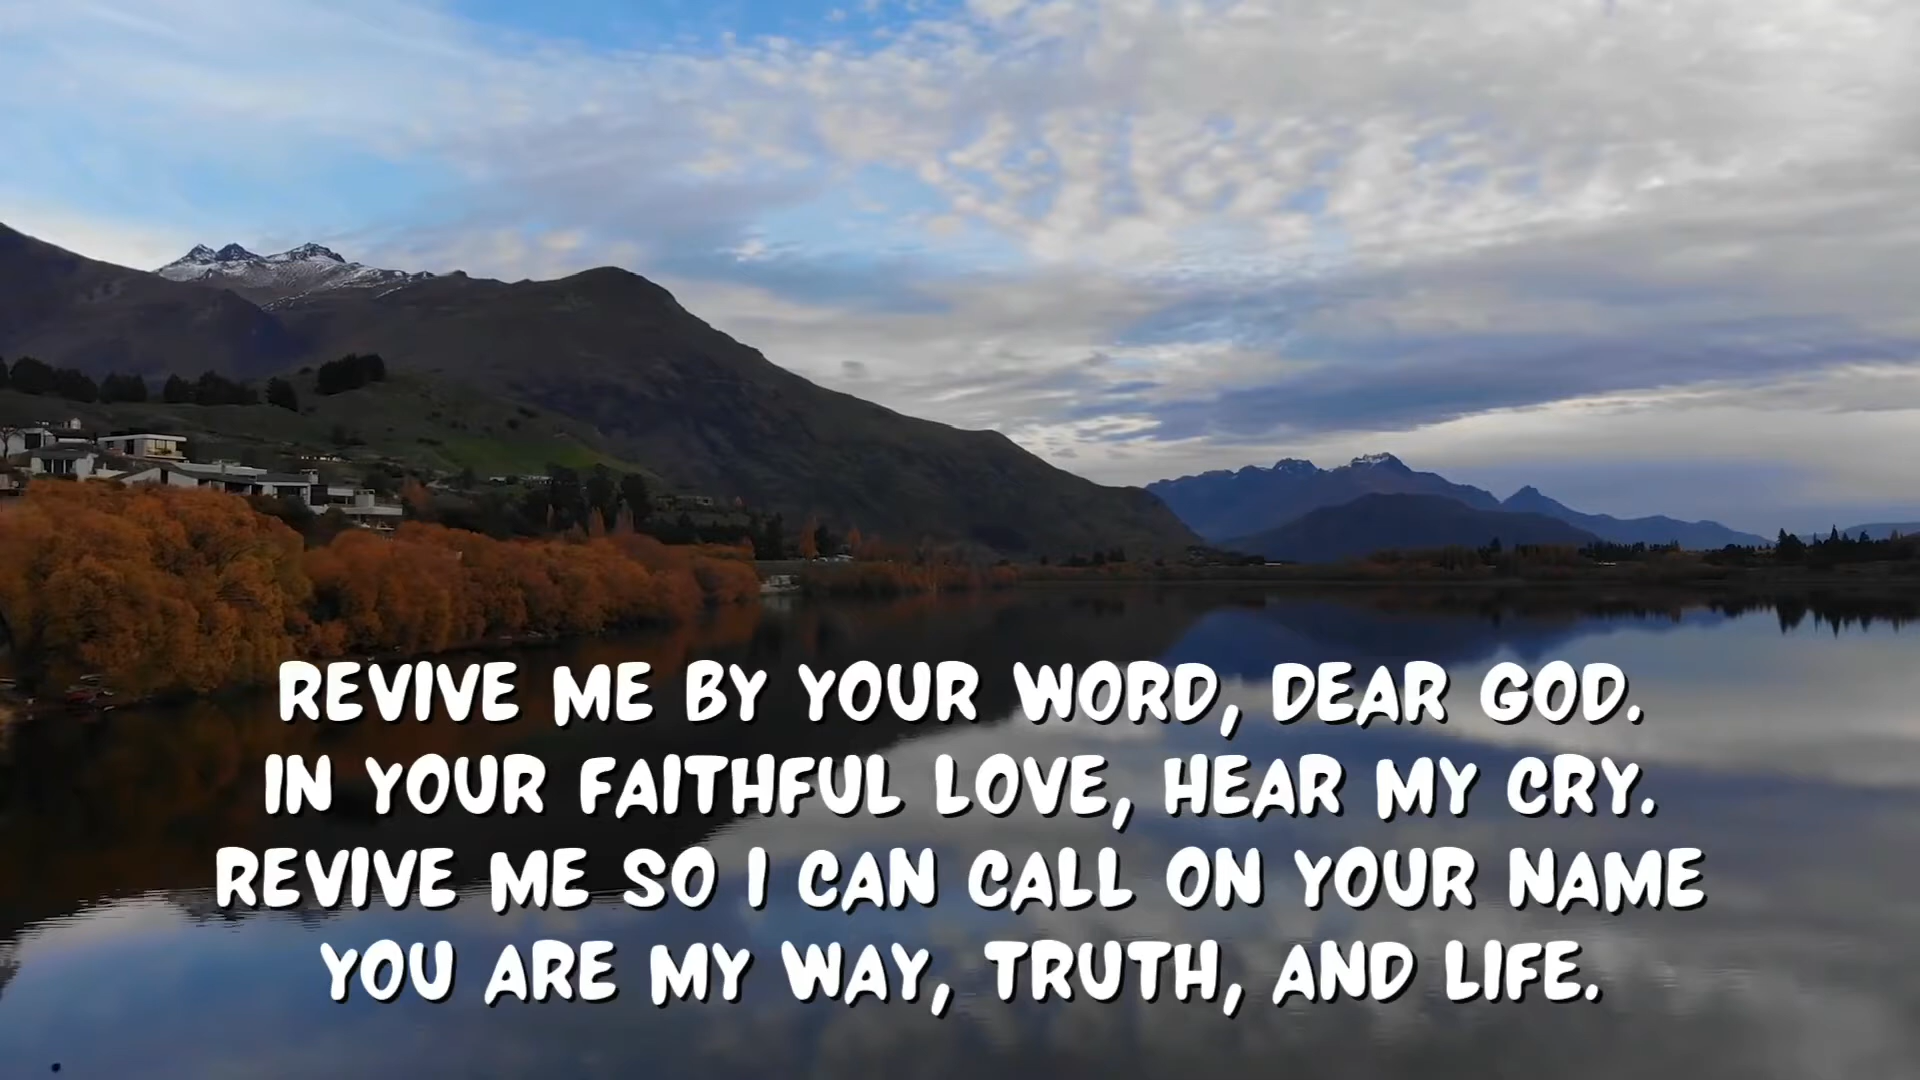 REVIVE ME BY YOUR WORD, DEAR GOD.
IN YOUR FAITHFUL LOVE, HEAR MY CRY.
REVIVE ME SO I CAN CALL ON YOUR NAME
YOU ARE MY WAY, TRUTH, AND LIFE.